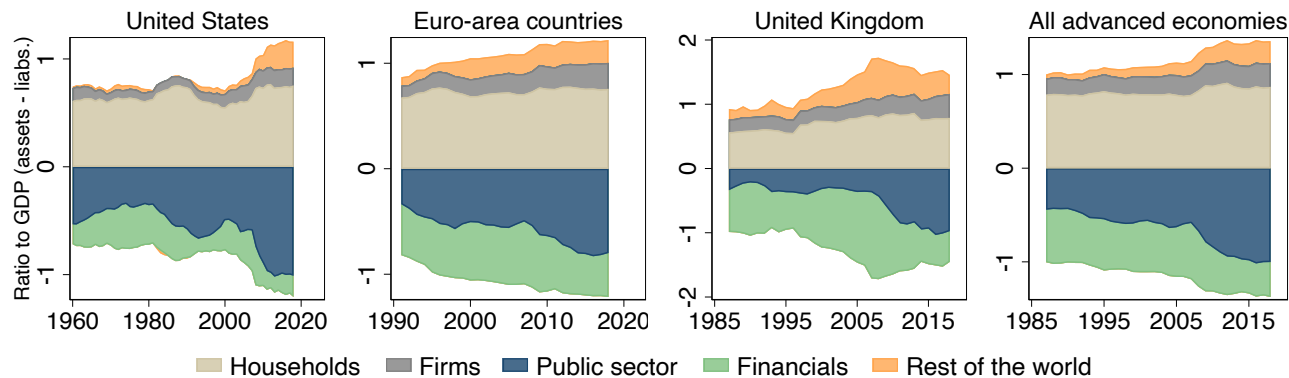 United States
Euro-area countries
United Kingdom
All advanced economies
Ratio to GDP (assets - liabs.)
1
0
-1
1960 1980 2000 2020
1
0
-1
1990 2000 2010 2020
2
1
0
-1
-2
1985 1995 2005 2015
1
0
-1
1985 1995 2005 2015
Households Firms Public sector Financials Rest of the world